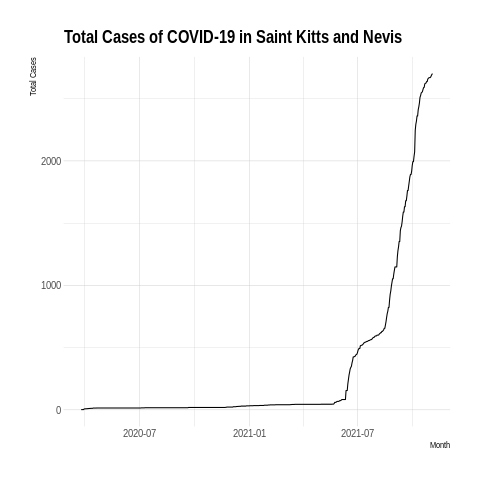 Total Cases of COVID-19 in Saint Kitts and Nevis
Total Cases
2000
1000
0
2020-07
2021-01
2021-07
Month